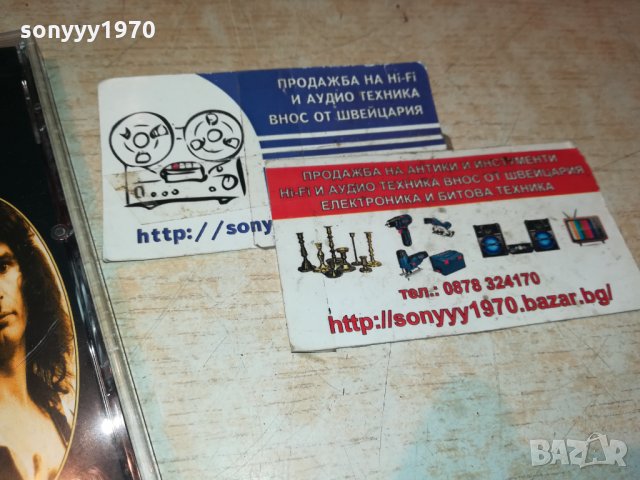 sonyyy1970
ПРОДАЖБА НА Hi-Fi
И АУДИО ТЕХНИКА
ВНОС ОТ ШВЕЙЦАРИЯ
http://sony
ПРОДАЖБА НА АНТИКИ И ИНСТРУМЕНТИ
Hi-Fi И АУДИО ТЕХНИКА ВНОС ОТ ШВЕЙЦАРИЯ
ЕЛЕКТРОНИКА И БИТОВА ТЕХНИКА
тел.: 0878 324170
http://sonyyy1970.bazar.bg/
BAZAR